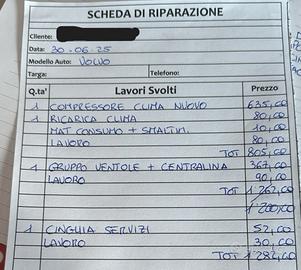 SCHEDA DI RIPARAZIONE
Cliente:
Data: 30-06-25
Modello Auto: VOLVO
Targa: Telefono:
Q.ta' Lavori Svolti Prezzo
1 COMPRESSORE CLIMA NUOVO 635,00
1 RICARICA CLIMA 80,00
MAT CONSUMO + SMALTIM. 10,00
LAVORO 80,00
TOT 805,00
1 GRUPPO VENTOLE + CENTRALINA 367,00
LAVORO 90,00
TOT 1'262,00
1'200,00
1 CINGHIA SERVIZI 52,00
LAVORO 30,00
TOT 1'282,00